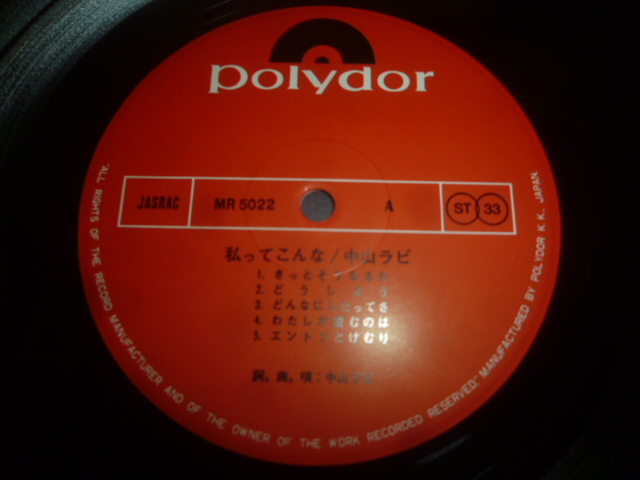 polydor
JASRAC MR 5022 A ST 33
私ってこんな / 中山ラビ
1. きっとそうなるわ
2. どうしよう
3. どんなに したってさ
4. わたしが むのは
5. エントツとけむり
詞, 曲, 唄 : 中山ラビ
"ALL RIGHTS OF THE RECORD MANUFACTURER AND OF THE OWNER OF THE WORK RECORDED RESERVED." MANUFACTURED BY POLYDOR K. K. JAPAN